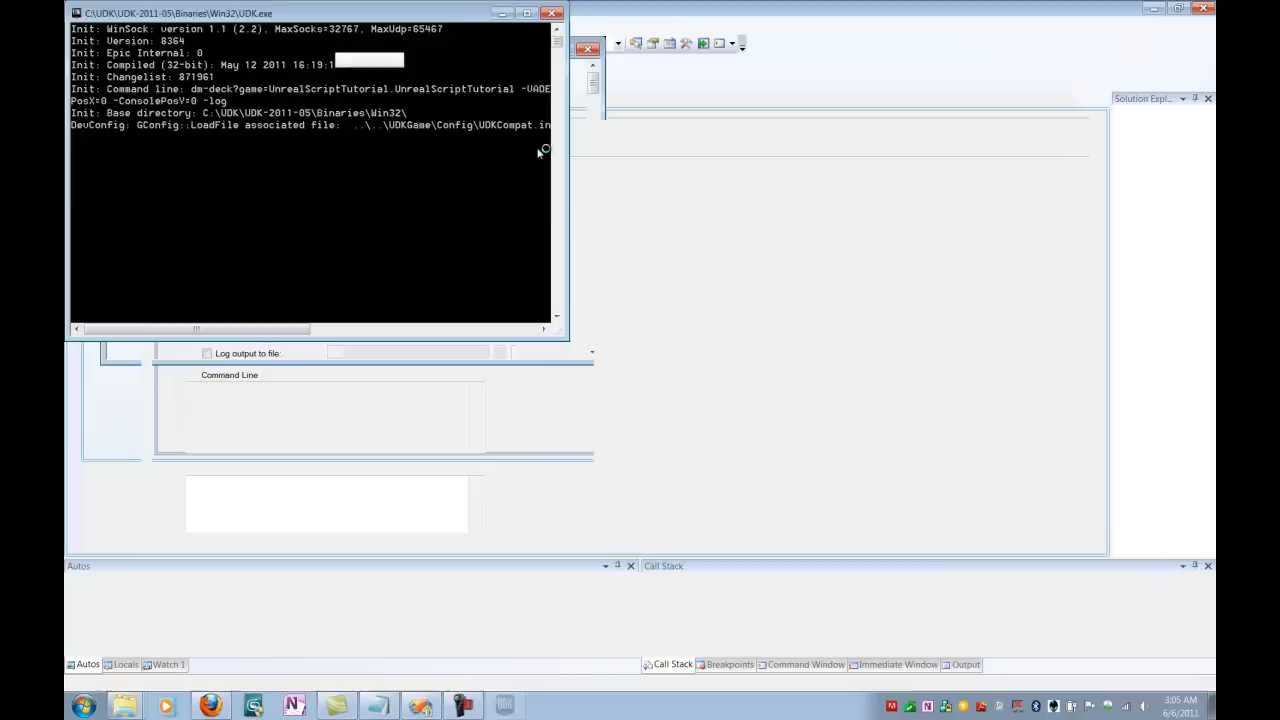 C:\UDK\UDK-2011-05\Binaries\Win32\UDK.exe
Init: WinSock: version 1.1 (2.2), MaxSocks=32767, MaxUdp=65467
Init: Version: 8364
Init: Epic Internal: 0
Init: Compiled (32-bit): May 12 2011 16:19:1
Init: Changelist: 871961
Init: Command line: dm-deck?game=UnrealScriptTutorial.UnrealScriptTutorial -VADE
PosX=0 -ConsolePosY=0 -log
Init: Base directory: C:\UDK\UDK-2011-05\Binaries\Win32\
DevConfig: GConfig::LoadFile associated file:  ..\..\UDKGame\Config\UDKCompat.in
Solution Expl...
Log output to file:
Command Line
Autos
Call Stack
Autos Locals Watch 1
Call Stack Breakpoints Command Window Immediate Window Output
3:05 AM
6/6/2011